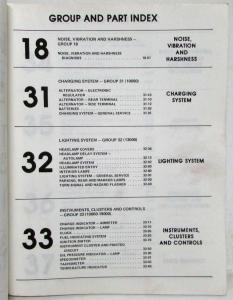 GROUP AND PART INDEX
18
NOISE, VIBRATION AND HARSHNESS –
GROUP 18
NOISE, VIBRATION AND HARSHNESS
DIAGNOSIS
NOISE,
VIBRATION
AND
HARSHNESS
31
CHARGING SYSTEM – GROUP 31 (10000)
ALTERNATOR – ELECTRONIC
REGULATOR
ALTERNATOR – REAR TERMINAL
ALTERNATOR – SIDE TERMINAL
BATTERIES
CHARGING SYSTEM – GENERAL SERVICE
CHARGING
SYSTEM
32
LIGHTING SYSTEM – GROUP 32 (13000)
HEADLAMP COVERS
HEADLAMP DELAY SYSTEM –
AUTOLAMP
HEADLAMP SYSTEM
ILLUMINATED ENTRY
INTERIOR LAMPS
LIGHTING SYSTEM – GENERAL SERVICE
PARKING, REAR AND MARKER LAMPS
TURN SIGNAL AND HAZARD FLASHER
LIGHTING SYSTEM
33
INSTRUMENTS, CLUSTERS AND CONTROLS
– GROUP 33
CHARGE INDICATOR – AMMETER
CHARGE INDICATOR – LAMP
CLOCK
FUEL INDICATING SYSTEM
IGNITION SWITCH
INSTRUMENT CLUSTER AND PRINTED
CIRCUIT
OIL PRESSURE INDICATOR – LAMP
SPEEDOMETER
TACHOMETER
TEMPERATURE INDICATOR
INSTRUMENTS,
CLUSTERS
AND CONTROLS